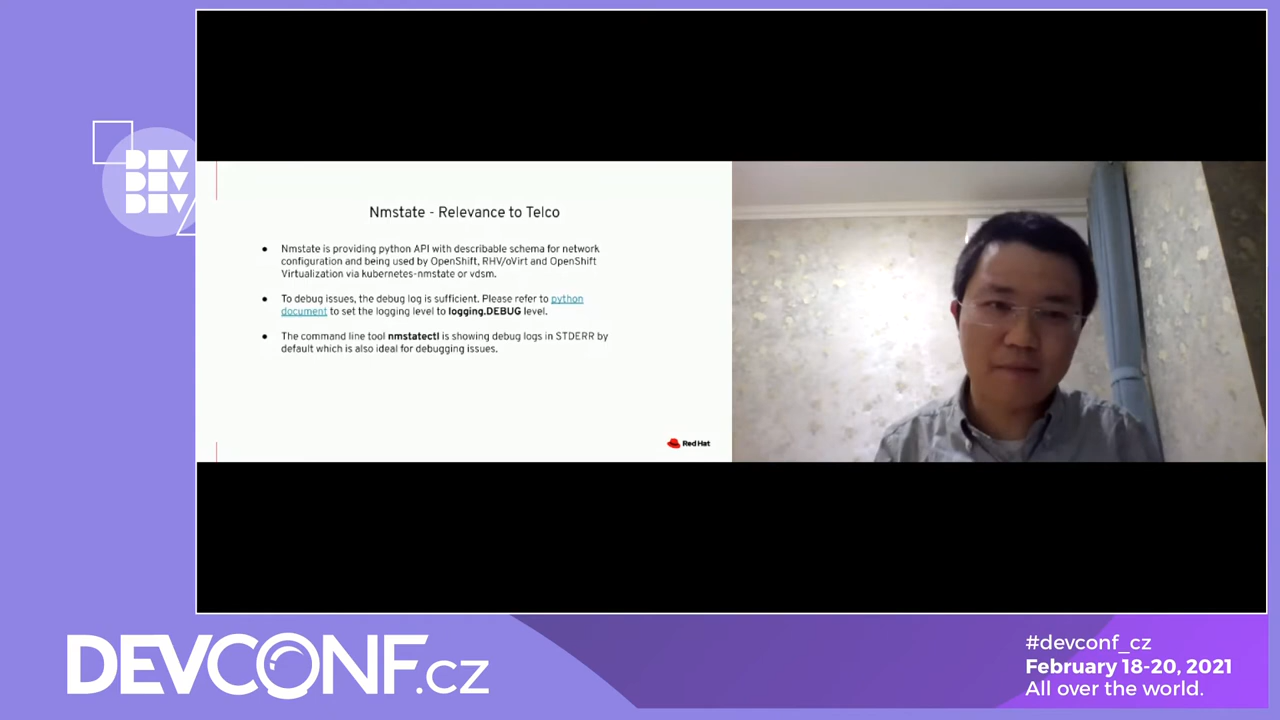 DEV
DEV
DEV
Nmstate - Relevance to Telco
● Nmstate is providing python API with describable schema for network
configuration and being used by OpenShift, RHV/oVirt and OpenShift
Virtualization via kubernetes-nmstate or vdsm.
● To debug issues, the debug log is sufficient. Please refer to python
document to set the logging level to logging.DEBUG level.
● The command line tool nmstatectl is showing debug logs in STDERR by
default which is also ideal for debugging issues.
Red Hat
DEVCONF.cz
#devconf_cz
February 18-20, 2021
All over the world.